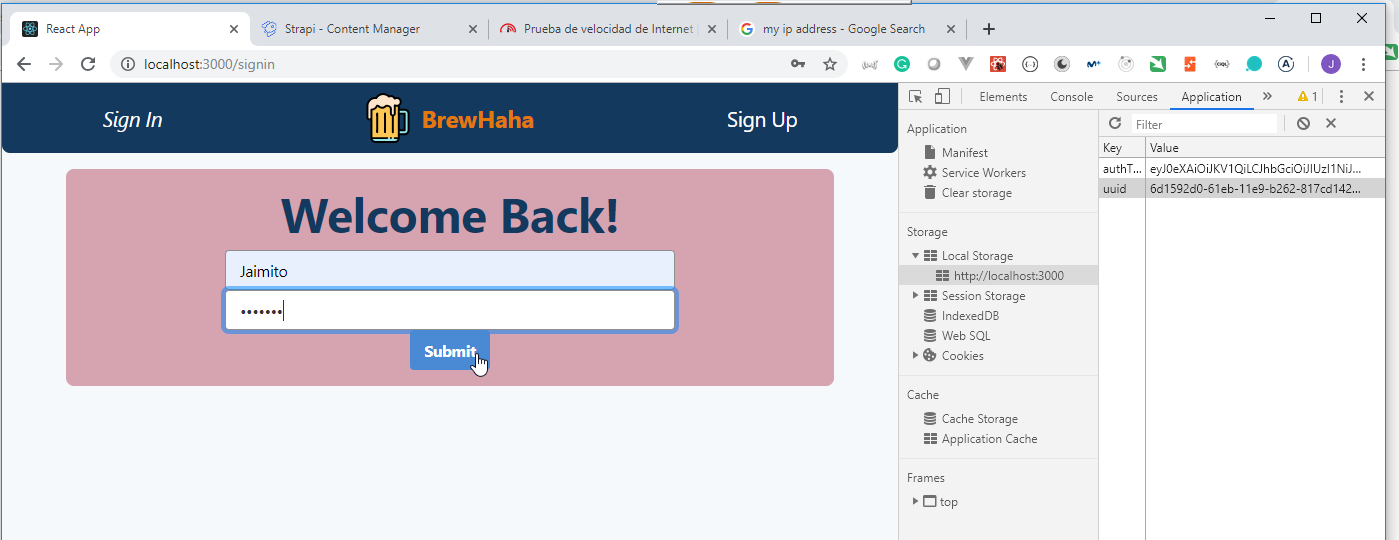 React App
Strapi - Content Manager
Prueba de velocidad de Internet
my ip address - Google Search
localhost:3000/signin
J
Sign In
BrewHaha
Sign Up
Welcome Back!
Jaimito
•••••••
Submit
Elements Console Sources Application » 1
Application
Manifest
Service Workers
Clear storage
Storage
Local Storage
http://localhost:3000
Session Storage
IndexedDB
Web SQL
Cookies
Cache
Cache Storage
Application Cache
Frames
top
Filter
Key Value
authT... eyJ0eXAiOiJKV1QiLCJhbGciOiJIUzI1NiJ...
uuid 6d1592d0-61eb-11e9-b262-817cd142...